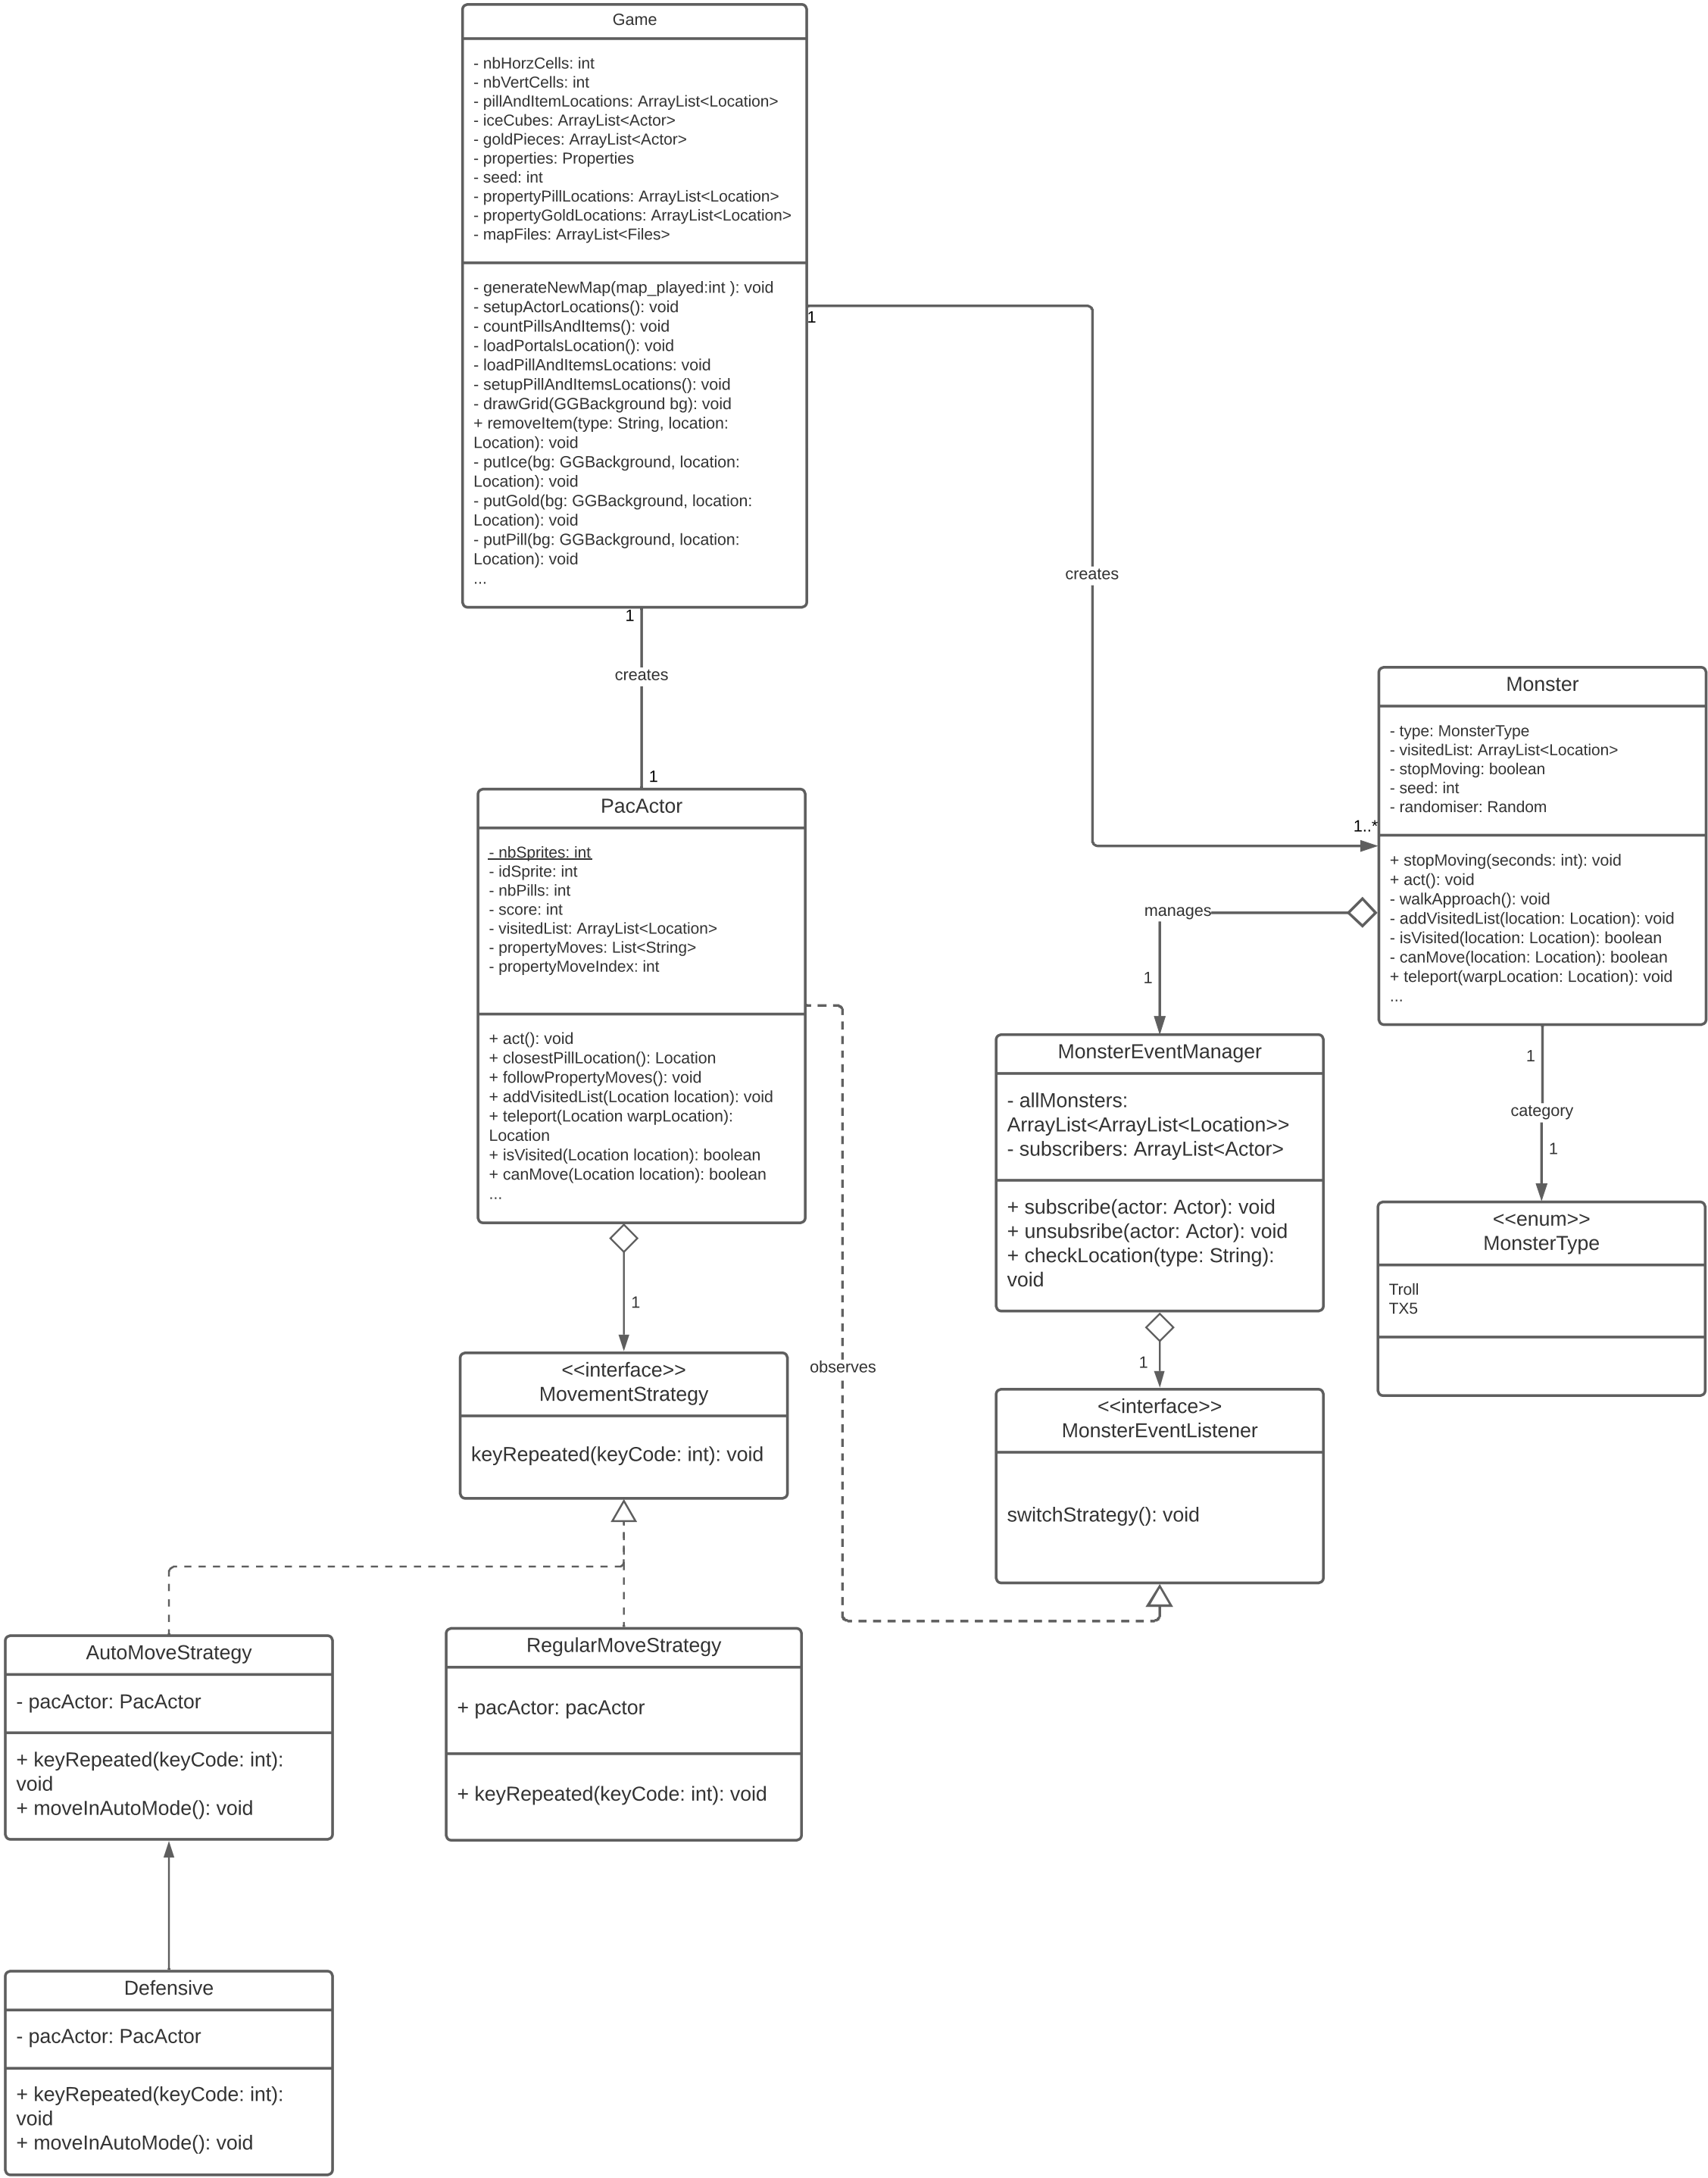 Game
- nbHorzCells: int
- nbVertCells: int
- pillAndItemLocations: ArrayList<Location>
- iceCubes: ArrayList<Actor>
- goldPieces: ArrayList<Actor>
- properties: Properties
- seed: int
- propertyPillLocations: ArrayList<Location>
- propertyGoldLocations: ArrayList<Location>
- mapFiles: ArrayList<Files>
- generateNewMap(map_played:int ): void
- setupActorLocations(): void
- countPillsAndItems(): void
- loadPortalsLocation(): void
- loadPillAndItemsLocations: void
- setupPillAndItemsLocations(): void
- drawGrid(GGBackground bg): void
+ removeItem(type: String, location:
Location): void
- putIce(bg: GGBackground, location:
Location): void
- putGold(bg: GGBackground, location:
Location): void
- putPill(bg: GGBackground, location:
Location): void
...
1
creates
1
1
creates
1..*
Monster
- type: MonsterType
- visitedList: ArrayList<Location>
- stopMoving: boolean
- seed: int
- randomiser: Random
+ stopMoving(seconds: int): void
+ act(): void
- walkApproach(): void
- addVisitedList(location: Location): void
- isVisited(location: Location): boolean
- canMove(location: Location): boolean
+ teleport(warpLocation: Location): void
...
PacActor
- nbSprites: int
- idSprite: int
- nbPills: int
- score: int
- visitedList: ArrayList<Location>
- propertyMoves: List<String>
- propertyMoveIndex: int
+ act(): void
+ closestPillLocation(): Location
+ followPropertyMoves(): void
+ addVisitedList(Location location): void
+ teleport(Location warpLocation):
Location
+ isVisited(Location location): boolean
+ canMove(Location location): boolean
...
manages
1
MonsterEventManager
- allMonsters:
ArrayList<ArrayList<Location>>
- subscribers: ArrayList<Actor>
+ subscribe(actor: Actor): void
+ unsubsribe(actor: Actor): void
+ checkLocation(type: String):
void
1
category
1
<<enum>>
MonsterType
Troll
TX5
1
<<interface>>
MovementStrategy
keyRepeated(keyCode: int): void
observes
1
<<interface>>
MonsterEventListener
switchStrategy(): void
AutoMoveStrategy
- pacActor: PacActor
+ keyRepeated(keyCode: int):
void
+ moveInAutoMode(): void
RegularMoveStrategy
+ pacActor: pacActor
+ keyRepeated(keyCode: int): void
Defensive
- pacActor: PacActor
+ keyRepeated(keyCode: int):
void
+ moveInAutoMode(): void